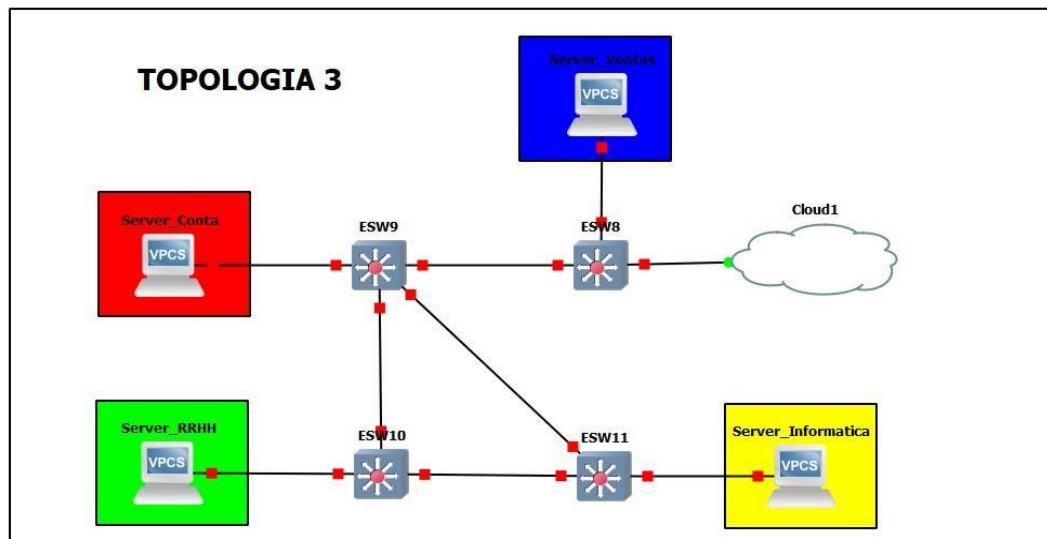 TOPOLOGIA 3
Server_Ventas
VPCS
Server_Conta
VPCS
ESW9
ESW8
Cloud1
Server_RRHH
VPCS
ESW10
ESW11
Server_Informatica
VPCS